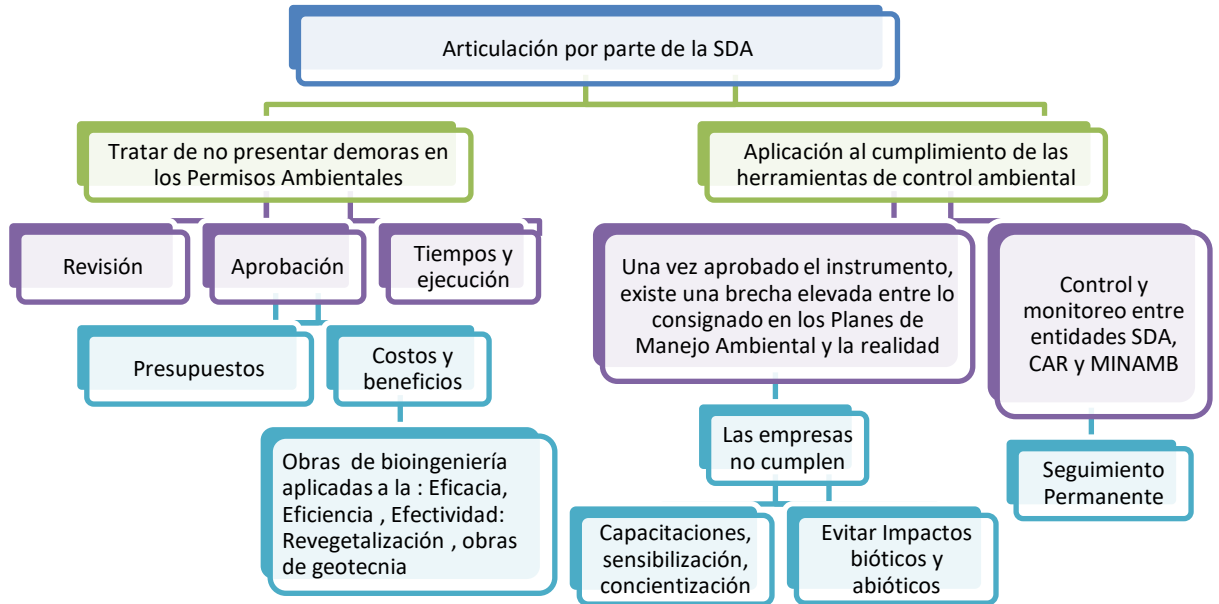 Articulación por parte de la SDA
Tratar de no presentar demoras en
los Permisos Ambientales
Aplicación al cumplimiento de las
herramientas de control ambiental
Revisión
Aprobación
Tiempos y
ejecución
Una vez aprobado el instrumento,
existe una brecha elevada entre lo
consignado en los Planes de
Manejo Ambiental y la realidad
Control y
monitoreo entre
entidades SDA,
CAR y MINAMB
Presupuestos
Costos y
beneficios
Las empresas
no cumplen
Seguimiento
Permanente
Obras de bioingeniería
aplicadas a la : Eficacia,
Eficiencia , Efectividad:
Revegetalización , obras
de geotecnia
Capacitaciones,
sensibilización,
concientización
Evitar Impactos
bióticos y
abióticos